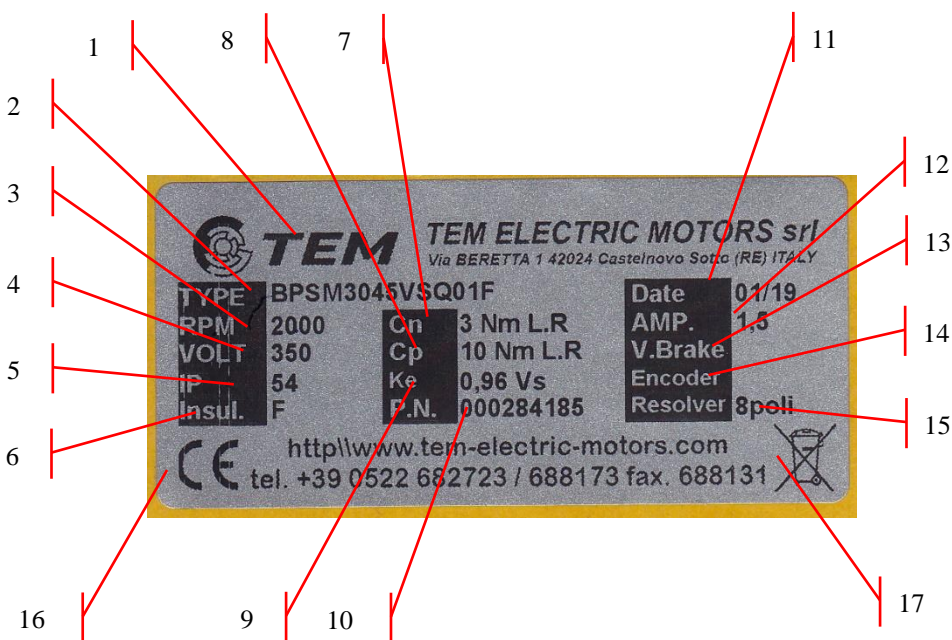 1
8
7
11
2
3
4
5
6
12
13
14
15
TEM
TEM ELECTRIC MOTORS srl
Via BERETTA 1 42024 Castelnovo Sotto (RE) ITALY
TYPE BPSM3045VSQ01F
RPM 2000
VOLT 350
IP 54
Insul. F
Cn 3 Nm L.R
Cp 10 Nm L.R
Ke 0,96 Vs
P.N. 000284185
Date 01/19
AMP. 1,5
V.Brake
Encoder
Resolver 8poli
http\\www.tem-electric-motors.com
CE tel. +39 0522 682723 / 688173 fax. 688131
16
9
10
17